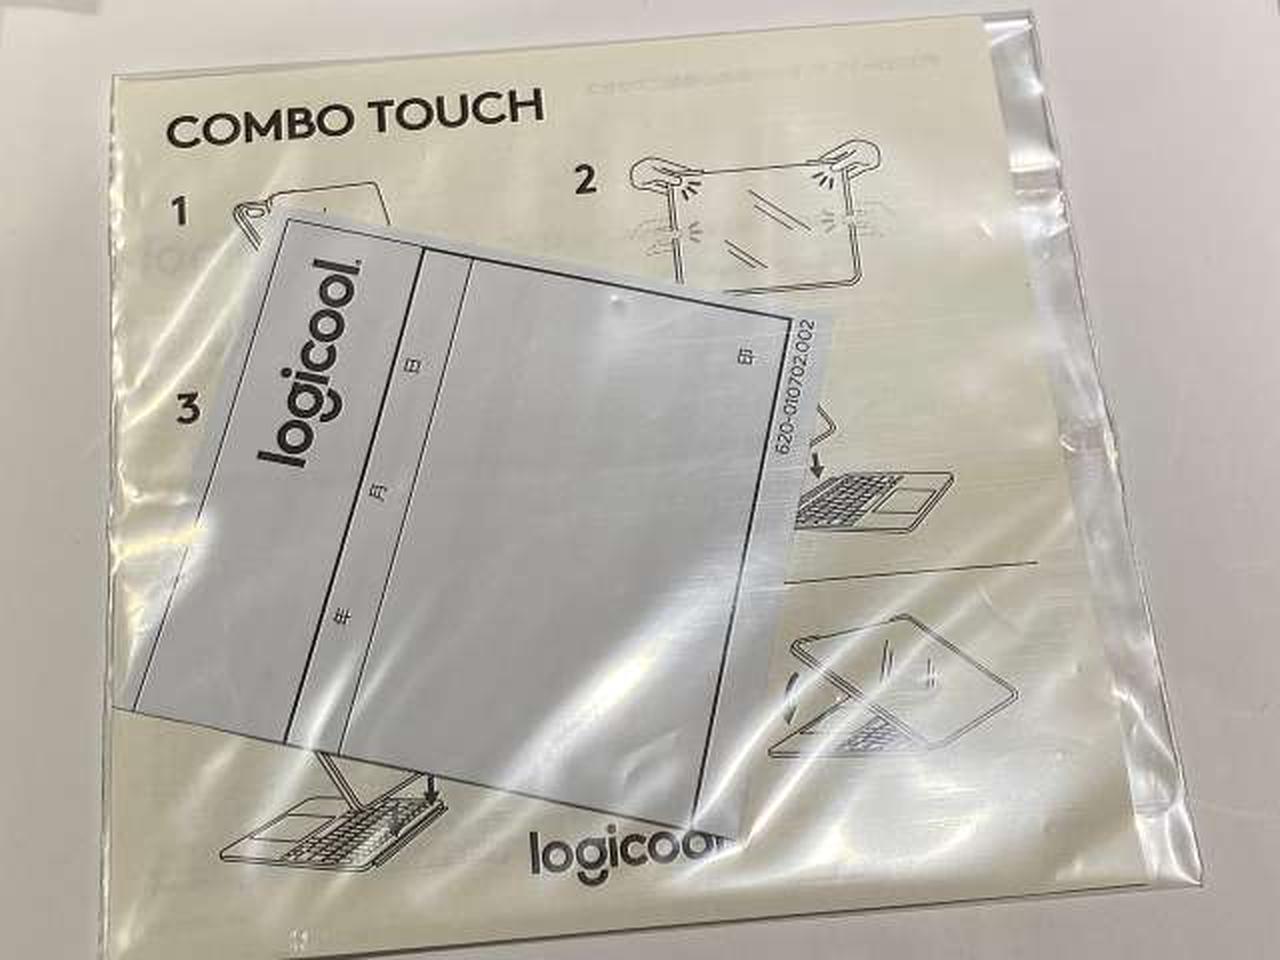 COMBO TOUCH
1
2
3
logicool
年 月 日
印
620-010702.002
logicool